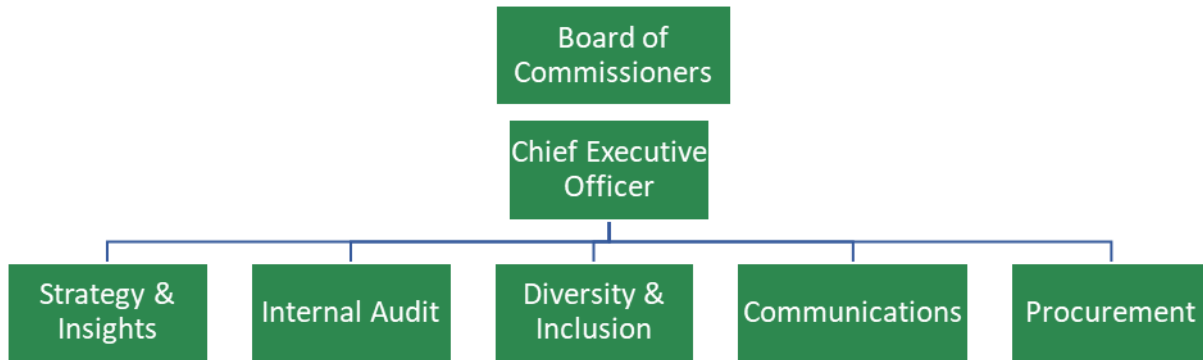 Board of
Commissioners
Chief Executive
Officer
Strategy &
Insights
Internal Audit
Diversity &
Inclusion
Communications
Procurement